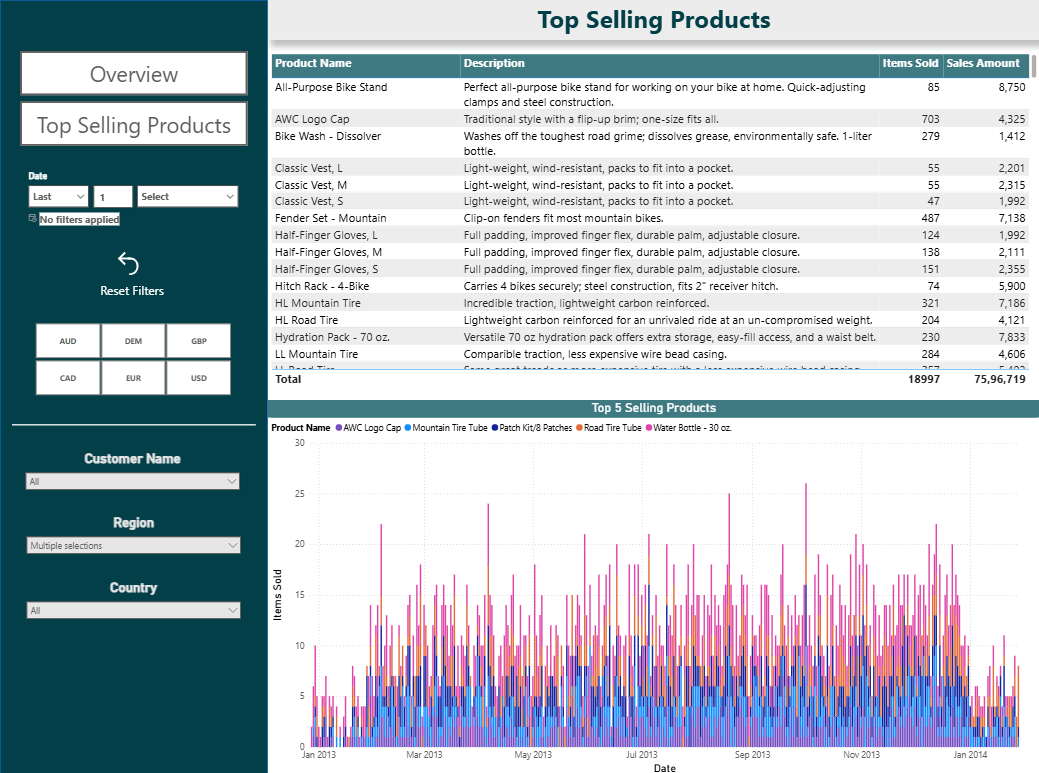 Top Selling Products
Overview
Top Selling Products
Date
Last 1 Select
No filters applied
Reset Filters
AUD DEM GBP
CAD EUR USD
Customer Name
All
Region
Multiple selections
Country
All
Product Name Description Items Sold Sales Amount
All-Purpose Bike Stand Perfect all-purpose bike stand for working on your bike at home. Quick-adjusting 85 8,750
clamps and steel construction.
AWC Logo Cap Traditional style with a flip-up brim; one-size fits all. 703 4,325
Bike Wash - Dissolver Washes off the toughest road grime; dissolves grease, environmentally safe. 1-liter 279 1,412
bottle.
Classic Vest, L Light-weight, wind-resistant, packs to fit into a pocket. 55 2,201
Classic Vest, M Light-weight, wind-resistant, packs to fit into a pocket. 55 2,315
Classic Vest, S Light-weight, wind-resistant, packs to fit into a pocket. 47 1,992
Fender Set - Mountain Clip-on fenders fit most mountain bikes. 487 7,138
Half-Finger Gloves, L Full padding, improved finger flex, durable palm, adjustable closure. 124 1,992
Half-Finger Gloves, M Full padding, improved finger flex, durable palm, adjustable closure. 138 2,111
Half-Finger Gloves, S Full padding, improved finger flex, durable palm, adjustable closure. 151 2,355
Hitch Rack - 4-Bike Carries 4 bikes securely; steel construction, fits 2" receiver hitch. 74 5,900
HL Mountain Tire Incredible traction, lightweight carbon reinforced. 321 7,186
HL Road Tire Lightweight carbon reinforced for an unrivaled ride at an un-compromised weight. 204 4,121
Hydration Pack - 70 oz. Versatile 70 oz hydration pack offers extra storage, easy-fill access, and a waist belt. 230 7,833
LL Mountain Tire Comparible traction, less expensive wire bead casing. 284 4,606
Total 18997 75,96,719
Top 5 Selling Products
Product Name AWC Logo Cap Mountain Tire Tube Patch Kit/8 Patches Road Tire Tube Water Bottle - 30 oz.
30
25
20
15
10
5
0
Items Sold
Jan 2013 Mar 2013 May 2013 Jul 2013 Sep 2013 Nov 2013 Jan 2014
Date